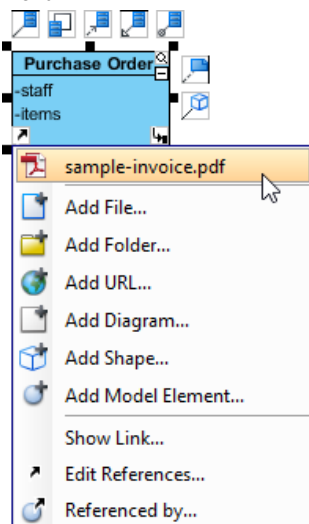 Purchase Order
-staff
-items
sample-invoice.pdf
Add File...
Add Folder...
Add URL...
Add Diagram...
Add Shape...
Add Model Element...
Show Link...
Edit References...
Referenced by...